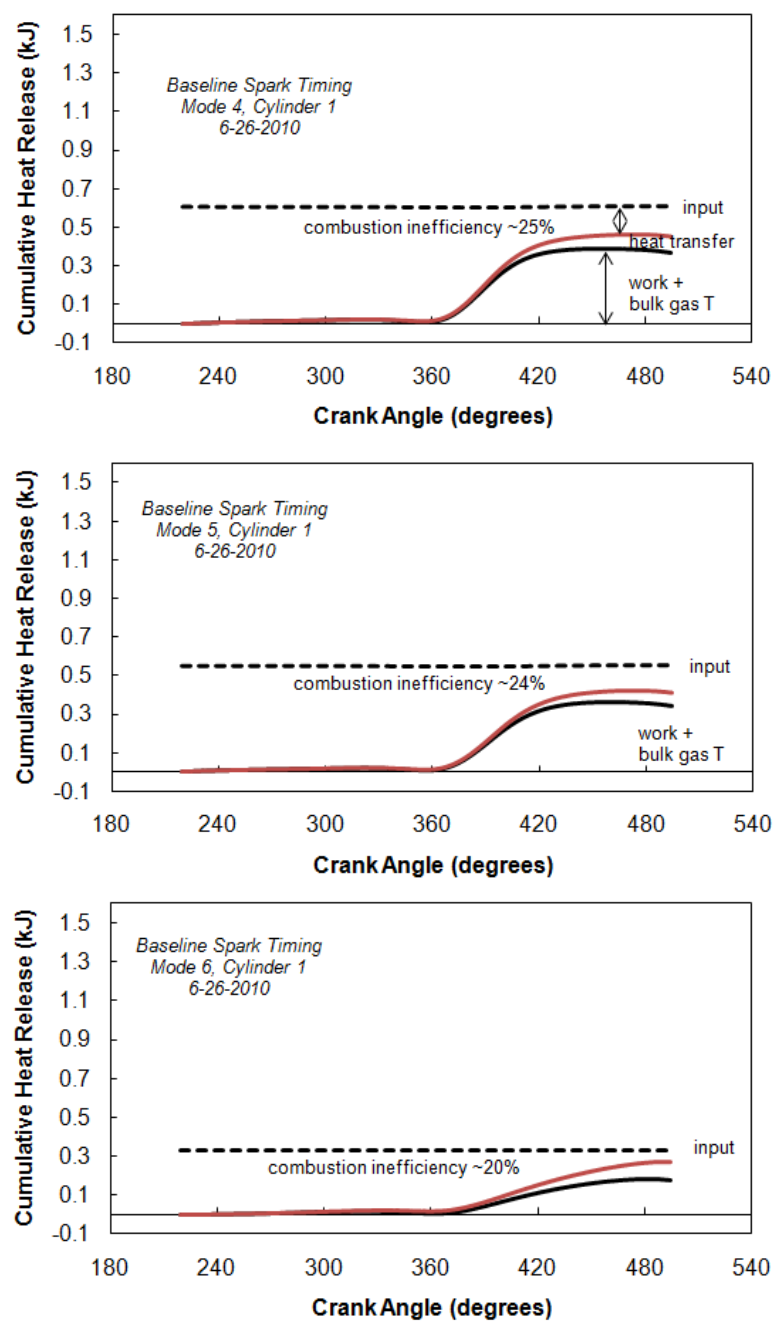 Cumulative Heat Release (kJ)
1.5
1.3
1.1
0.9
0.7
0.5
0.3
0.1
-0.1
Baseline Spark Timing
Mode 4, Cylinder 1
6-26-2010
input
combustion inefficiency ~25%
heat transfer
work +
bulk gas T
180 240 300 360 420 480 540
Crank Angle (degrees)
Cumulative Heat Release (kJ)
1.5
1.3
1.1
0.9
0.7
0.5
0.3
0.1
-0.1
Baseline Spark Timing
Mode 5, Cylinder 1
6-26-2010
input
combustion inefficiency ~24%
work +
bulk gas T
180 240 300 360 420 480 540
Crank Angle (degrees)
Cumulative Heat Release (kJ)
1.5
1.3
1.1
0.9
0.7
0.5
0.3
0.1
-0.1
Baseline Spark Timing
Mode 6, Cylinder 1
6-26-2010
input
combustion inefficiency ~20%
180 240 300 360 420 480 540
Crank Angle (degrees)